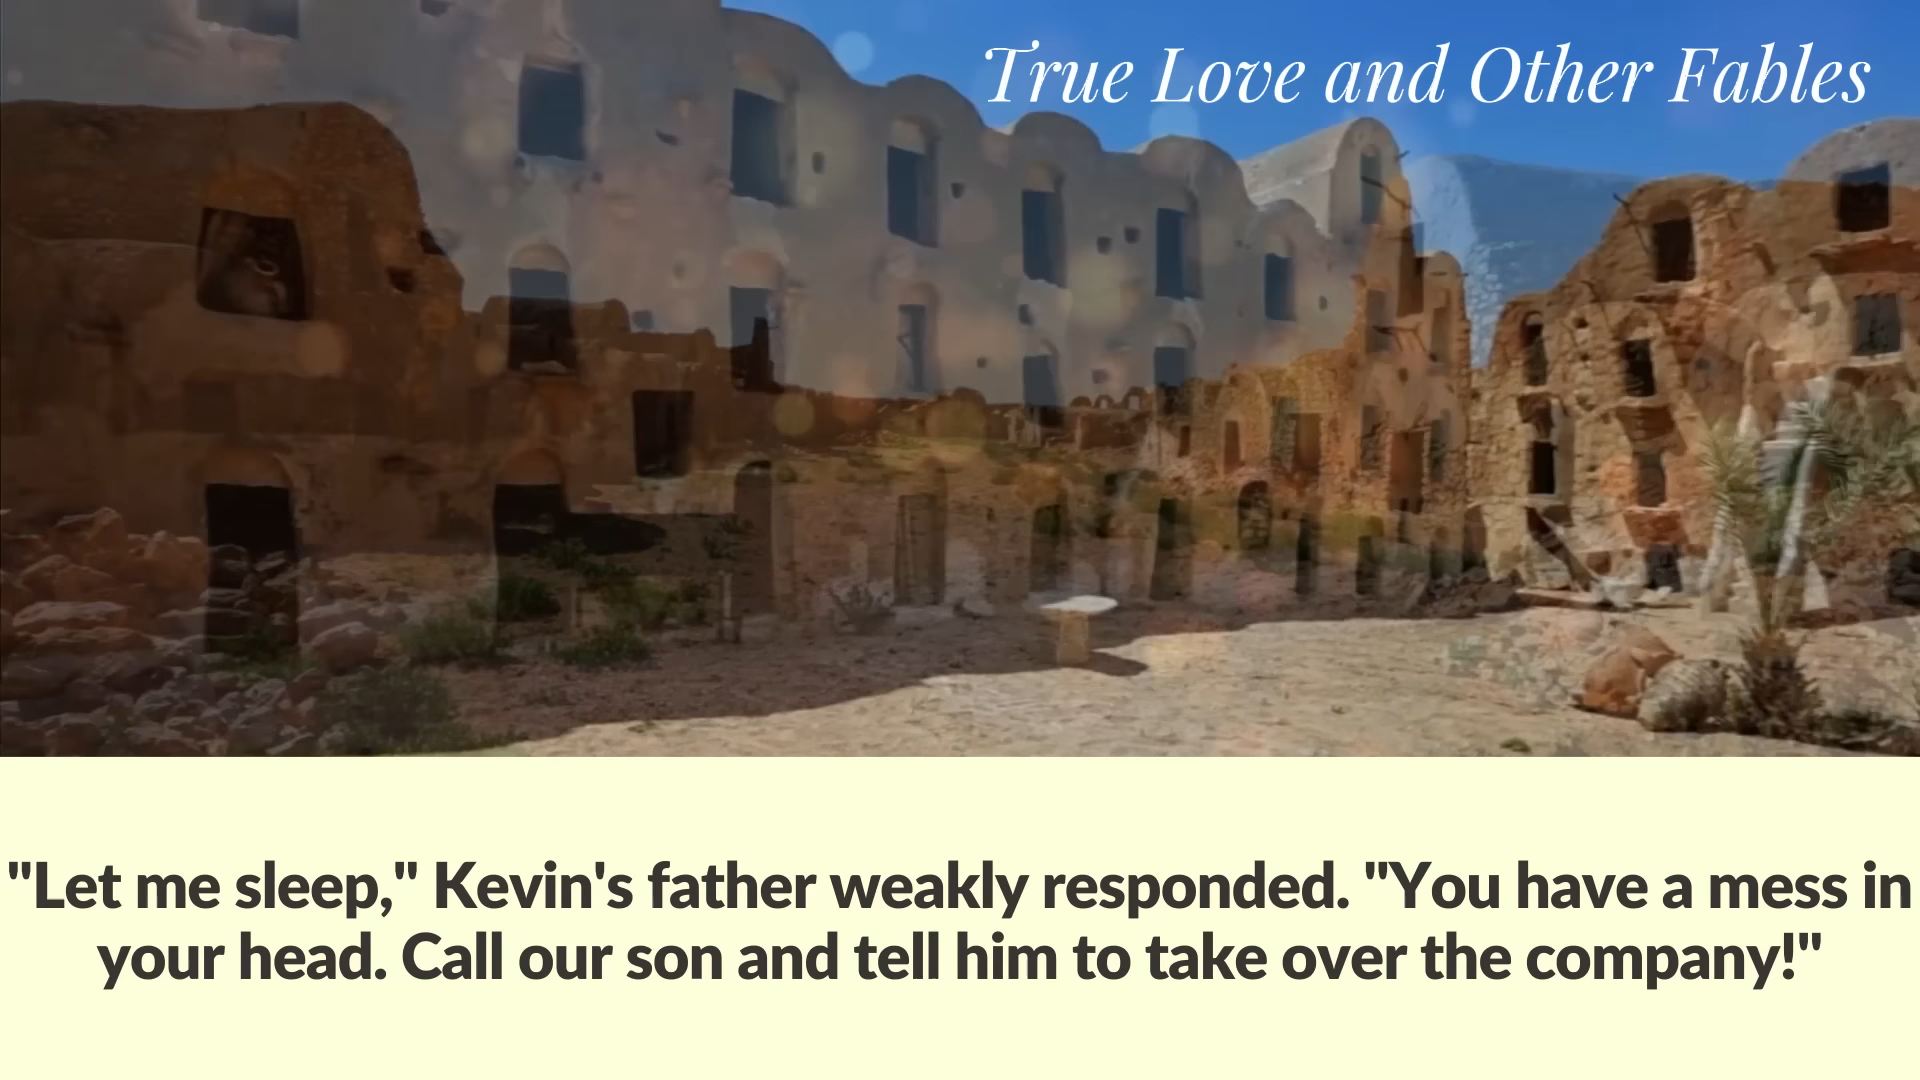 True Love and Other Fables
"Let me sleep," Kevin's father weakly responded. "You have a mess in
your head. Call our son and tell him to take over the company!"